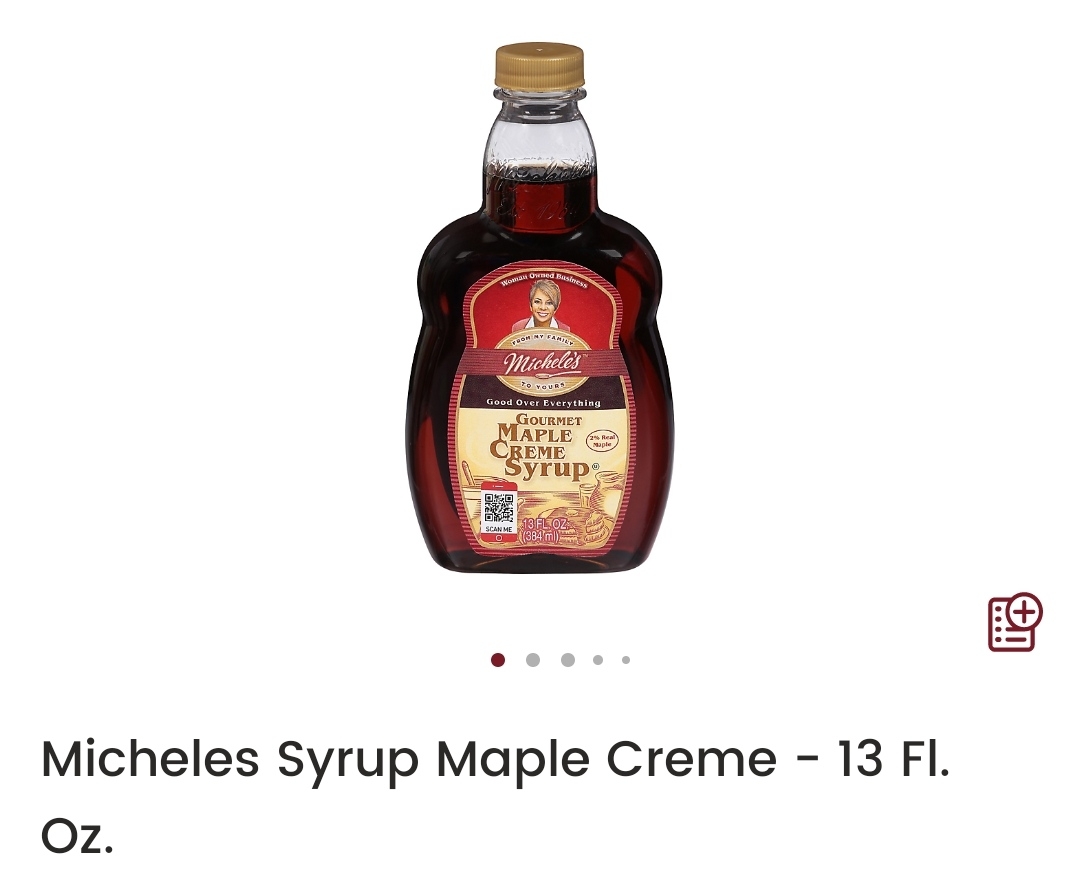 Woman Owned Business
FROM MY FAMILY
Michele's™
TO YOURS
Good Over Everything
GOURMET
MAPLE
CREME
Syrup
2% Real
Maple
SCAN ME
13 FL. OZ.
(384 ml)
Micheles Syrup Maple Creme - 13 Fl.
Oz.